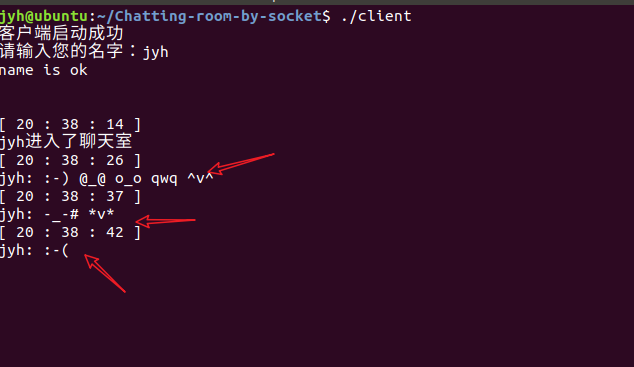 jyh@ubuntu:~/Chatting-room-by-socket$ ./client
客户端启动成功
请输入您的名字：jyh
name is ok
[ 20 : 38 : 14 ]
jyh进入了聊天室
[ 20 : 38 : 26 ]
jyh: :-) @_@ o_o qwq ^v^
[ 20 : 38 : 37 ]
jyh: -_-# *v*
[ 20 : 38 : 42 ]
jyh: :-(